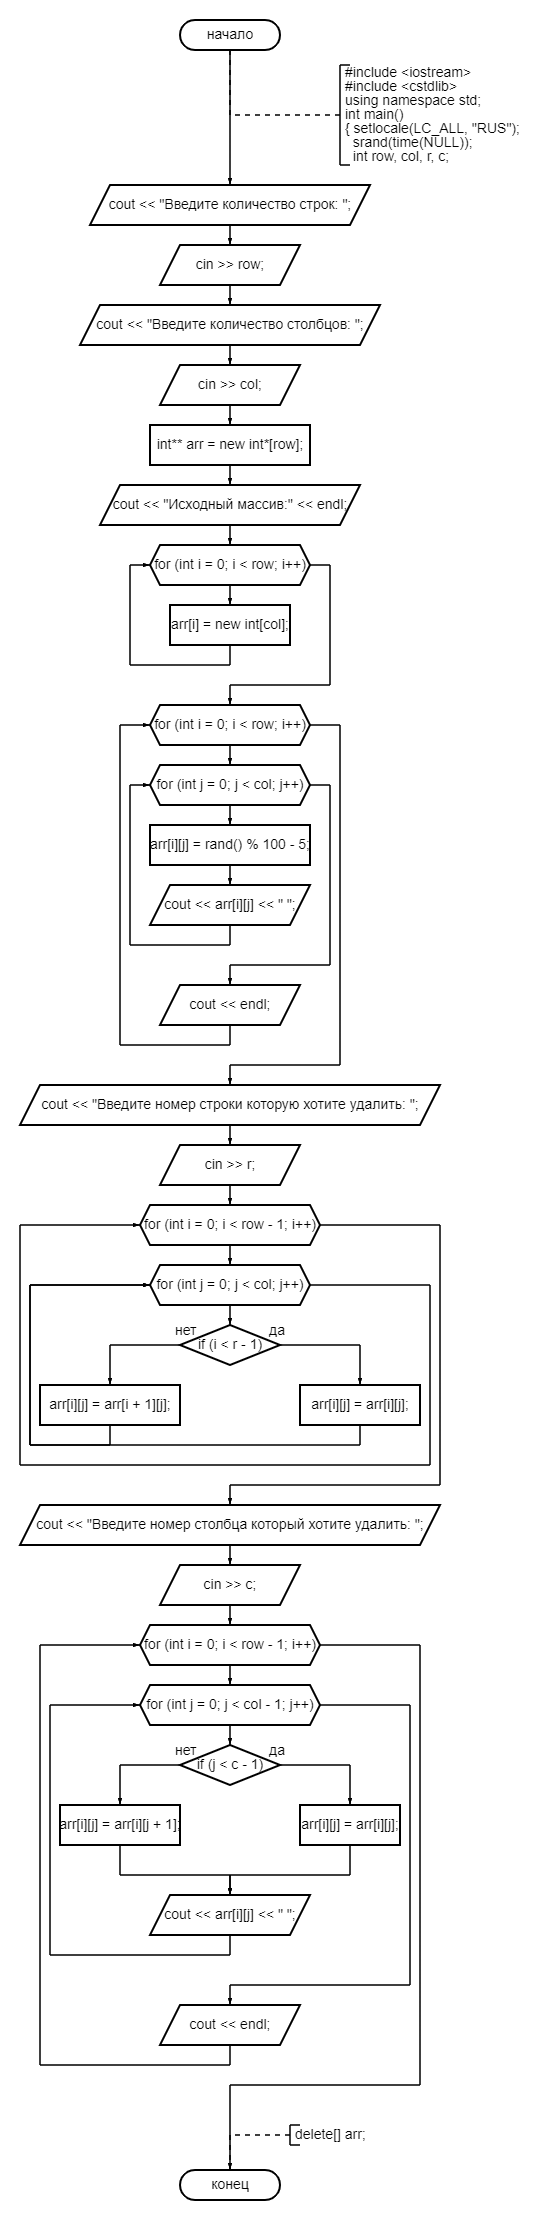 начало
#include <iostream>
#include <cstdlib>
using namespace std;
int main()
{ setlocale(LC_ALL, "RUS");
srand(time(NULL));
int row, col, r, c;
cout << "Введите количество строк: ";
cin >> row;
cout << "Введите количество столбцов: ";
cin >> col;
int** arr = new int*[row];
cout << "Исходный массив:" << endl;
for (int i = 0; i < row; i++)
arr[i] = new int[col];
for (int i = 0; i < row; i++)
for (int j = 0; j < col; j++)
arr[i][j] = rand() % 100 - 5;
cout << arr[i][j] << " ";
cout << endl;
cout << "Введите номер строки которую хотите удалить: ";
cin >> r;
for (int i = 0; i < row - 1; i++)
for (int j = 0; j < col; j++)
нет да
if (i < r - 1)
arr[i][j] = arr[i + 1][j]; arr[i][j] = arr[i][j];
cout << "Введите номер столбца который хотите удалить: ";
cin >> c;
for (int i = 0; i < row - 1; i++)
for (int j = 0; j < col - 1; j++)
нет да
if (j < c - 1)
arr[i][j] = arr[i][j + 1]; arr[i][j] = arr[i][j];
cout << arr[i][j] << " ";
cout << endl;
delete[] arr;
конец